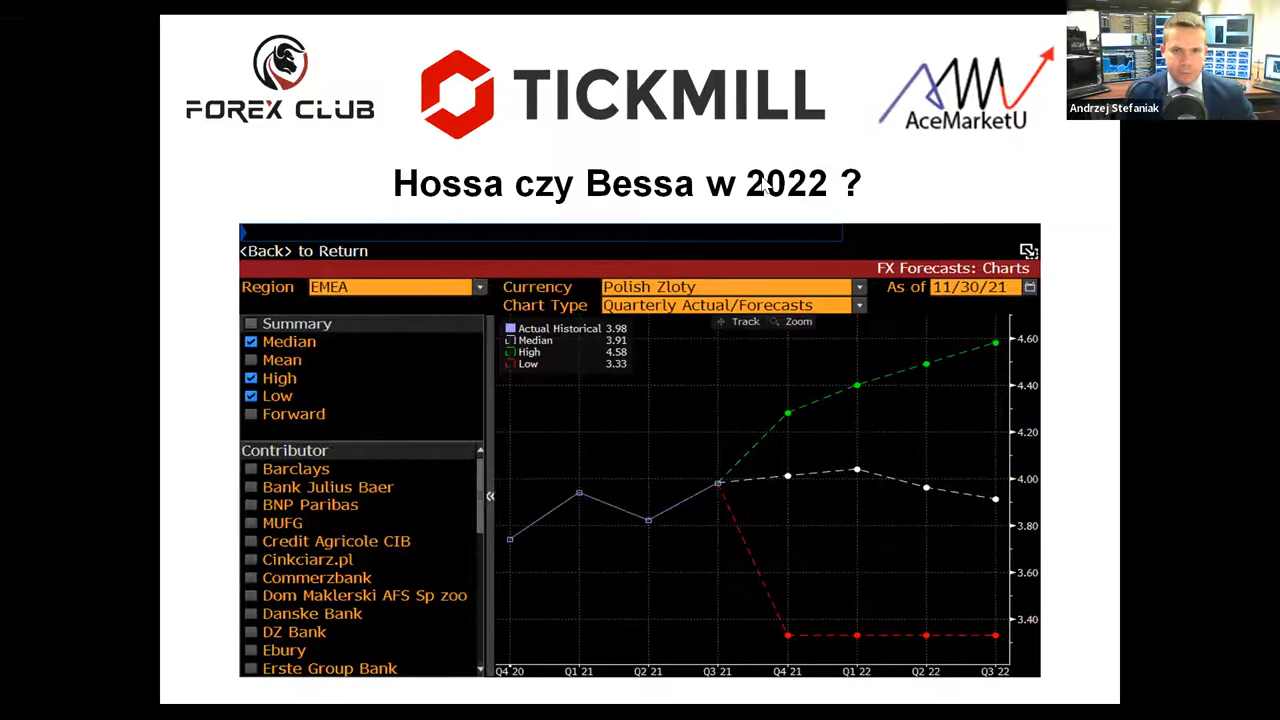 FOREX CLUB
TICKMILL
AceMarketU
Andrzej Stefaniak
Hossa czy Bessa w 2022 ?
<Back> to Return
FX Forecasts: Charts
Region EMEA
Currency Polish Zloty
As of 11/30/21
Chart Type Quarterly Actual/Forecasts
Summary
Median
Mean
High
Low
Forward
Contributor
Barclays
Bank Julius Baer
BNP Paribas
MUFG
Credit Agricole CIB
Cinkciarz.pl
Commerzbank
Dom Maklerski AFS Sp zoo
Danske Bank
DZ Bank
Ebury
Erste Group Bank
Track Zoom
Actual Historical 3.98
Median 3.91
High 4.58
Low 3.33
4.60
4.40
4.20
4.00
3.80
3.60
3.40
Q4 20 Q1 21 Q2 21 Q3 21 Q4 21 Q1 22 Q2 22 Q3 22